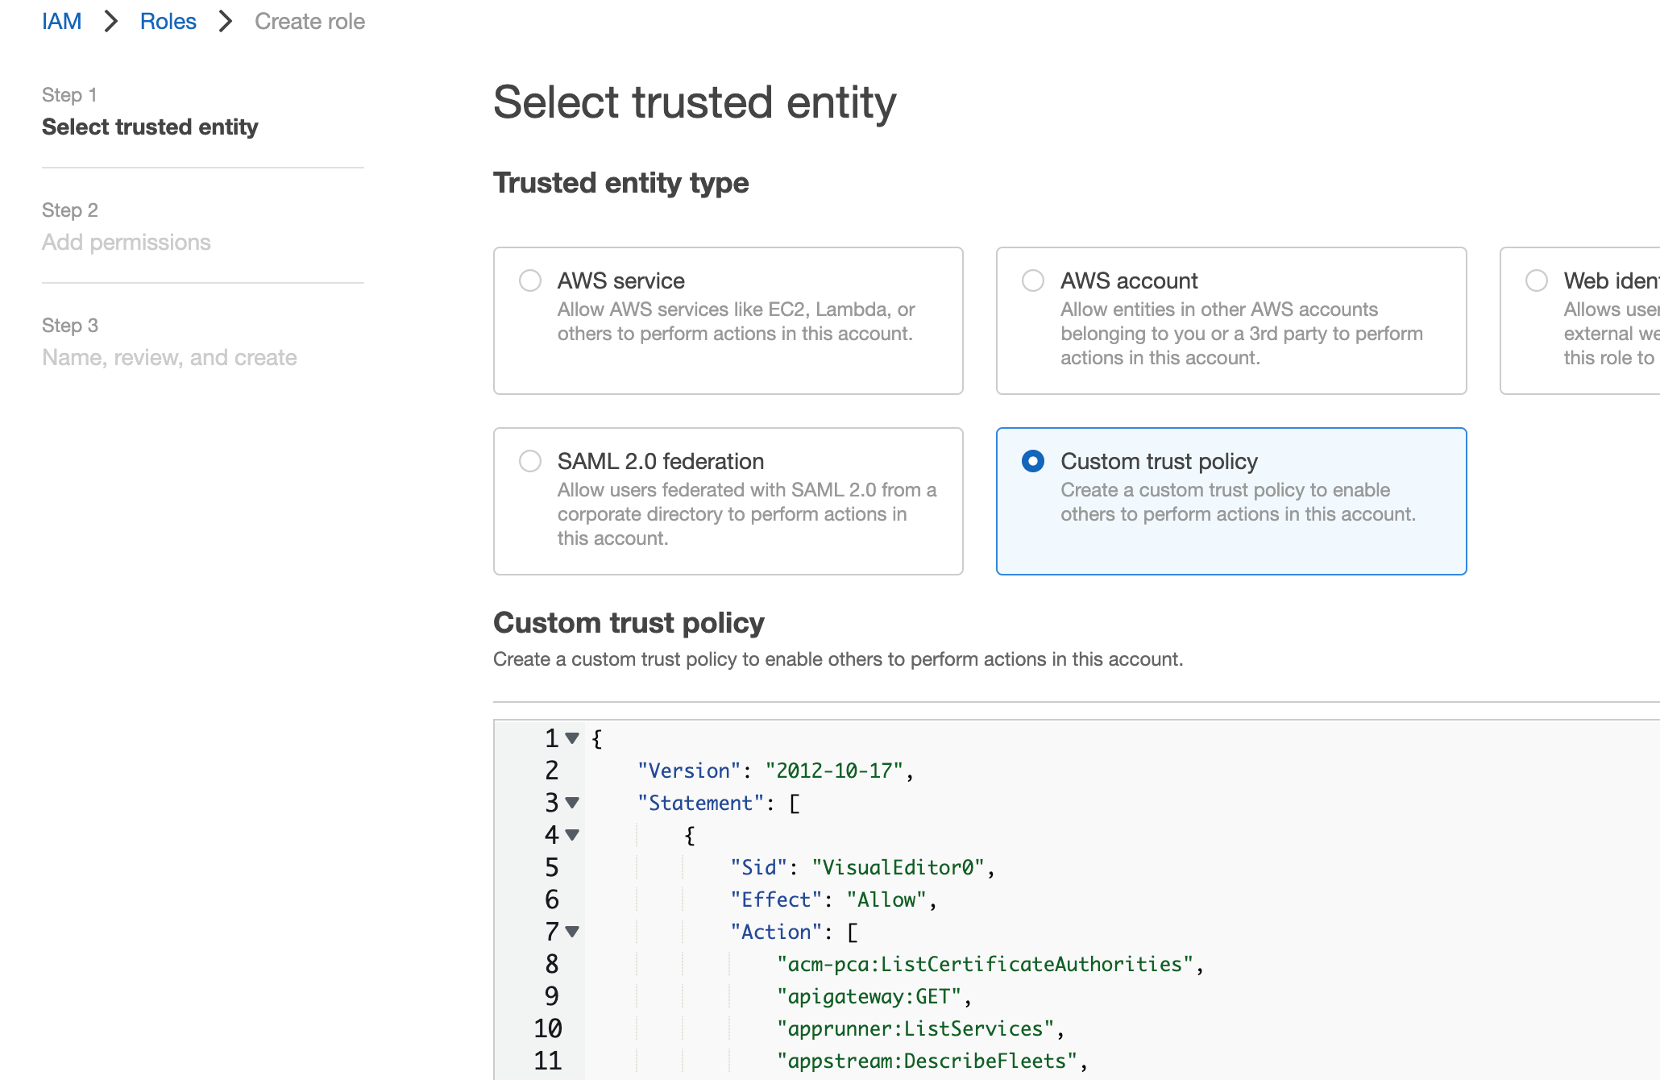 IAM > Roles > Create role
Step 1
Select trusted entity
Step 2
Add permissions
Step 3
Name, review, and create
Select trusted entity
Trusted entity type
AWS service
Allow AWS services like EC2, Lambda, or
others to perform actions in this account.
AWS account
Allow entities in other AWS accounts
belonging to you or a 3rd party to perform
actions in this account.
Web iden
Allows use
external we
this role to
SAML 2.0 federation
Allow users federated with SAML 2.0 from a
corporate directory to perform actions in
this account.
Custom trust policy
Create a custom trust policy to enable
others to perform actions in this account.
Custom trust policy
Create a custom trust policy to enable others to perform actions in this account.
1 {
2 "Version": "2012-10-17",
3 "Statement": [
4 {
5 "Sid": "VisualEditor0",
6 "Effect": "Allow",
7 "Action": [
8 "acm-pca:ListCertificateAuthorities",
9 "apigateway:GET",
10 "apprunner:ListServices",
11 "appstream:DescribeFleets",